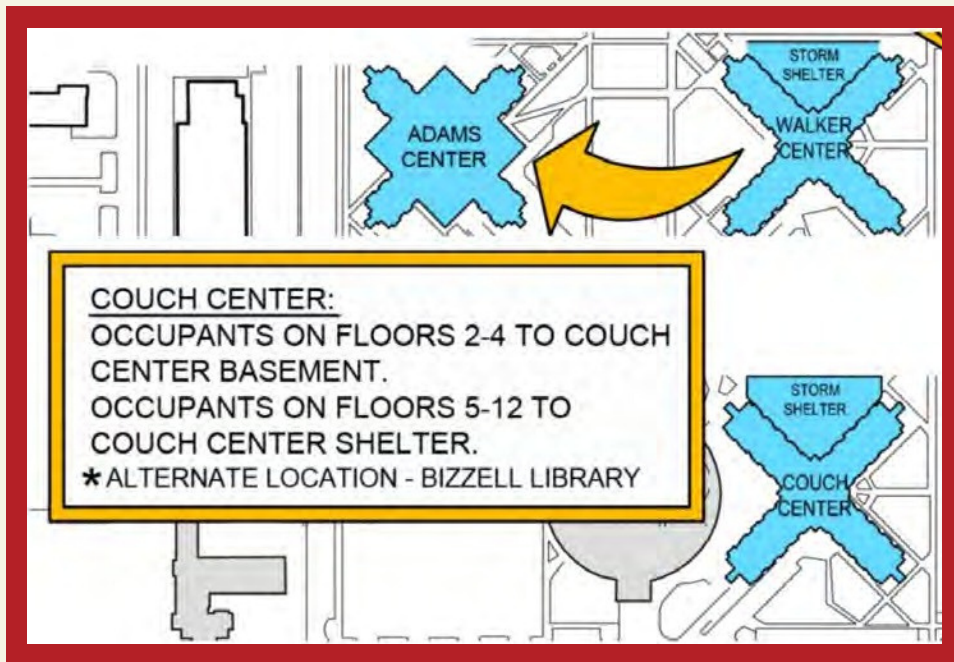 STORM
SHELTER
WALKER
CENTER
ADAMS
CENTER
COUCH CENTER:
OCCUPANTS ON FLOORS 2-4 TO COUCH
CENTER BASEMENT.
OCCUPANTS ON FLOORS 5-12 TO
COUCH CENTER SHELTER.
*ALTERNATE LOCATION - BIZZELL LIBRARY
STORM
SHELTER
COUCH
CENTER